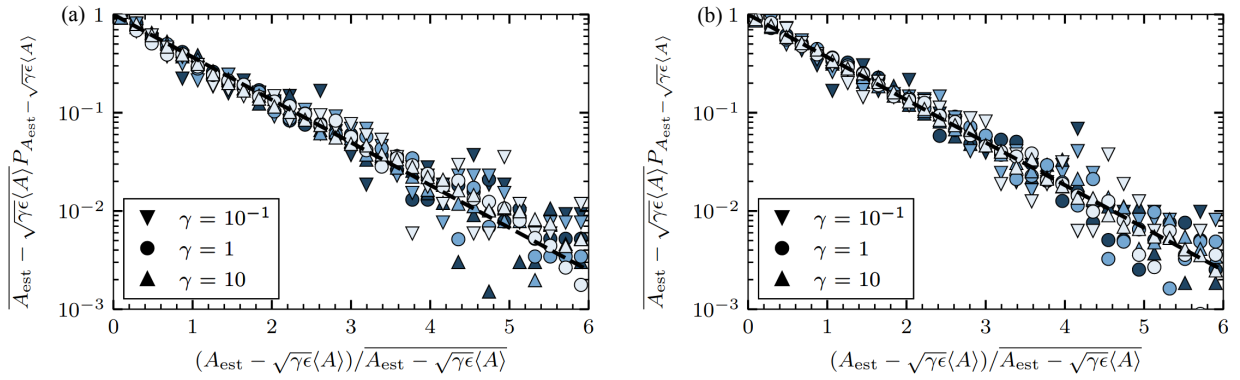 (a)
1
10⁻¹
10⁻²
10⁻³
$\overline{A_{\mathrm{est}} - \sqrt{\gamma\epsilon}\langle A\rangle} P_{A_{\mathrm{est}} - \sqrt{\gamma\epsilon}\langle A\rangle}$
γ = 10⁻¹
γ = 1
γ = 10
0 1 2 3 4 5 6
$(A_{\mathrm{est}} - \sqrt{\gamma\epsilon}\langle A\rangle)/\overline{A_{\mathrm{est}} - \sqrt{\gamma\epsilon}\langle A\rangle}$
(b)
1
10⁻¹
10⁻²
10⁻³
$\overline{A_{\mathrm{est}} - \sqrt{\gamma\epsilon}\langle A\rangle} P_{A_{\mathrm{est}} - \sqrt{\gamma\epsilon}\langle A\rangle}$
γ = 10⁻¹
γ = 1
γ = 10
0 1 2 3 4 5 6
$(A_{\mathrm{est}} - \sqrt{\gamma\epsilon}\langle A\rangle)/\overline{A_{\mathrm{est}} - \sqrt{\gamma\epsilon}\langle A\rangle}$